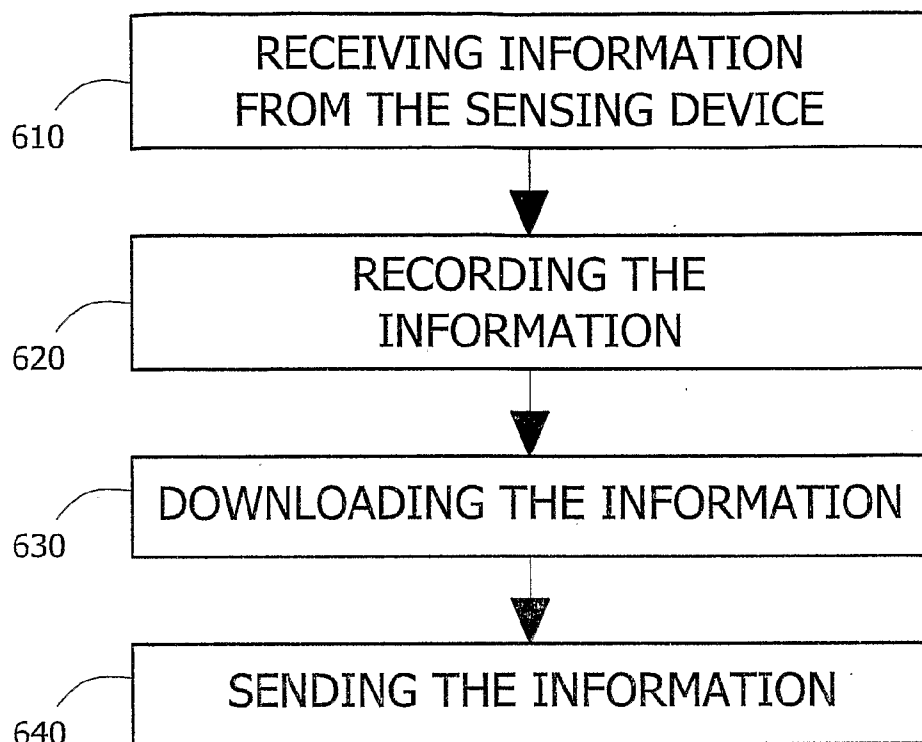 RECEIVING INFORMATION
FROM THE SENSING DEVICE
610
RECORDING THE
INFORMATION
620
DOWNLOADING THE INFORMATION
630
SENDING THE INFORMATION
640